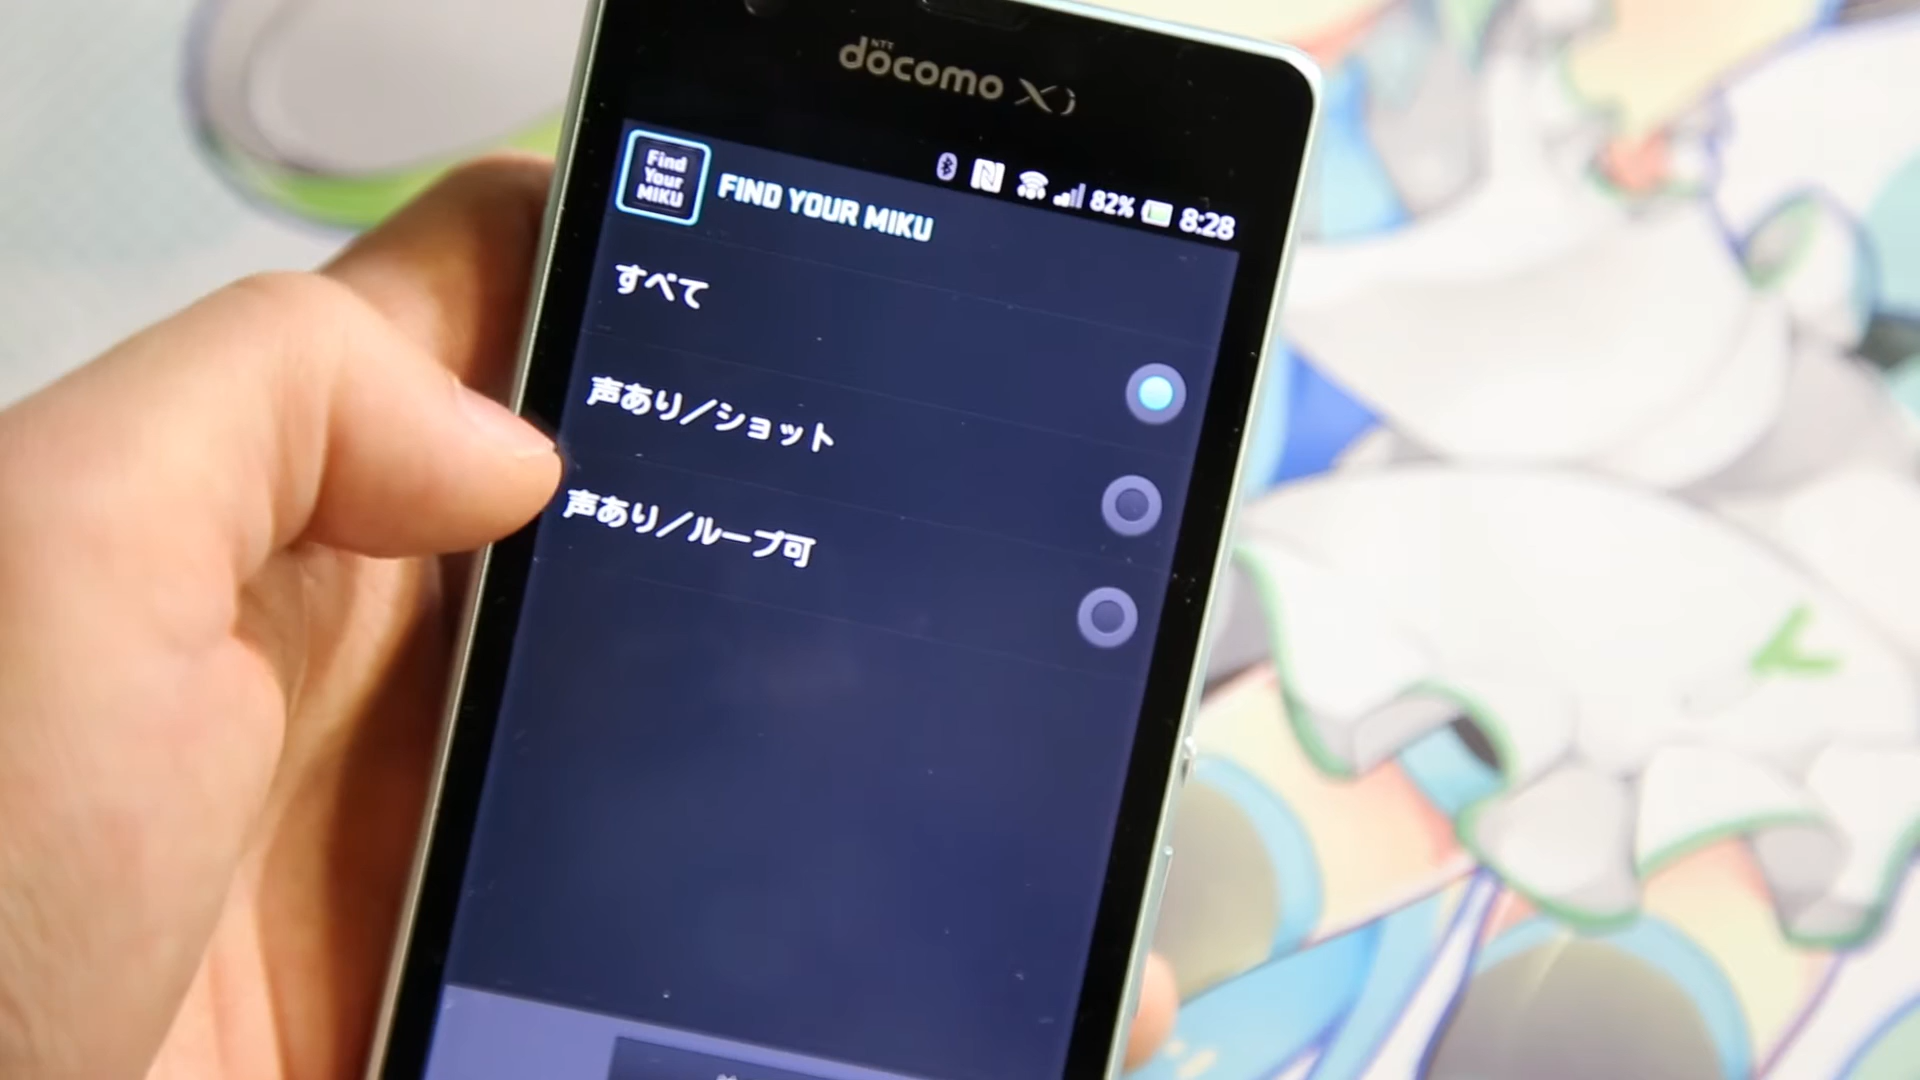 NTT
docomo Xi
82% 8:28
Find
Your
MIKU
FIND YOUR MIKU
すべて
声あり／ショット
声あり／ループ可